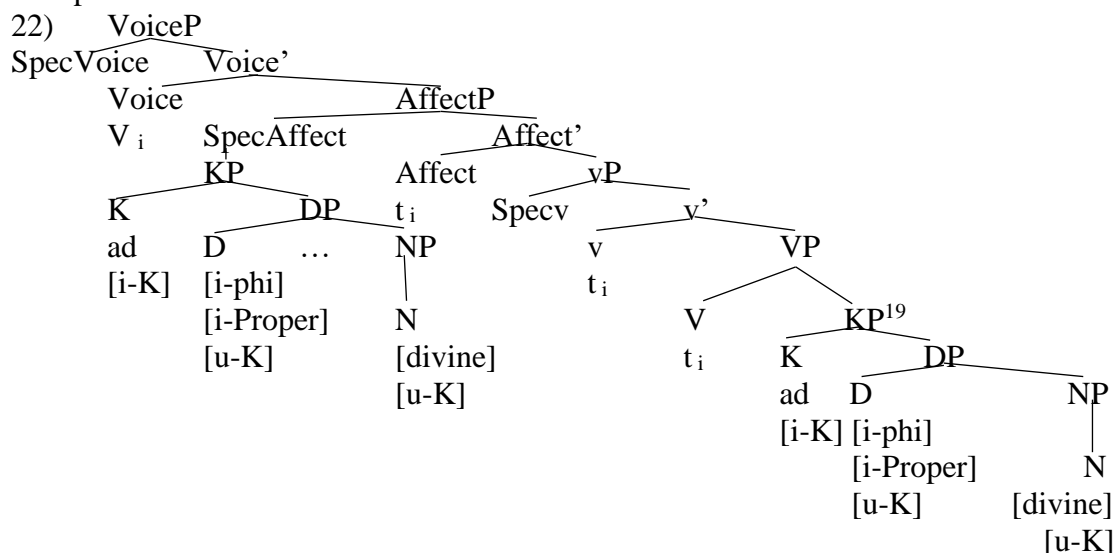 22) VoiceP
SpecVoice Voice’
Voice AffectP
V i SpecAffect Affect’
KP Affect vP
K DP t i Specv v’
ad D … NP v VP
[i-K] [i-phi] t i
[i-Proper] N V KP19
[u-K] [divine] t i K DP
[u-K] ad D NP
[i-K] [i-phi]
[i-Proper] N
[u-K] [divine]
[u-K]